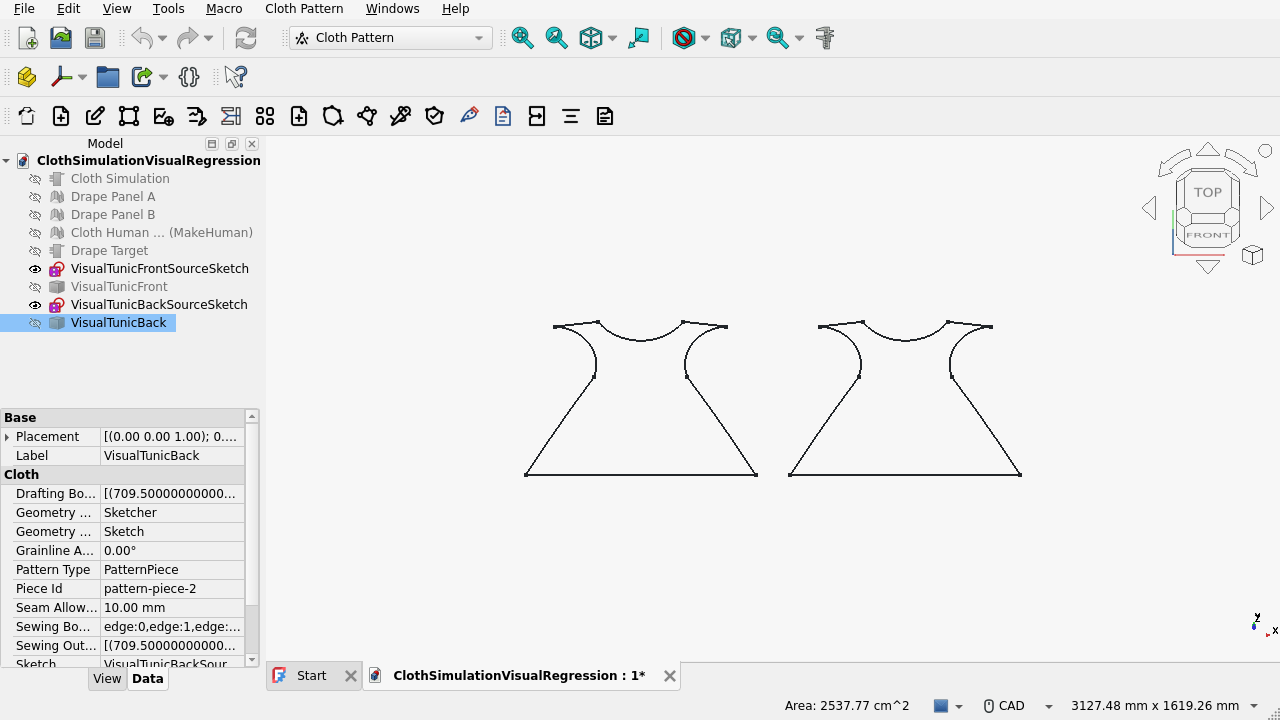 File Edit View Tools Macro Cloth Pattern Windows Help
Cloth Pattern
Model
ClothSimulationVisualRegression
Cloth Simulation
Drape Panel A
Drape Panel B
Cloth Human ... (MakeHuman)
Drape Target
VisualTunicFrontSourceSketch
VisualTunicFront
VisualTunicBackSourceSketch
VisualTunicBack
TOP
FRONT
Base
Placement [(0.00 0.00 1.00); 0....
Label VisualTunicBack
Cloth
Drafting Bo... [(709.50000000000...
Geometry ... Sketcher
Geometry ... Sketch
Grainline A... 0.00°
Pattern Type PatternPiece
Piece Id pattern-piece-2
Seam Allow... 10.00 mm
Sewing Bo... edge:0,edge:1,edge:...
Sewing Out... [(709.50000000000...
Sketch VisualTunicBackSour
View Data
Y
Z
X
Start ClothSimulationVisualRegression : 1*
Area: 2537.77 cm^2 CAD 3127.48 mm x 1619.26 mm